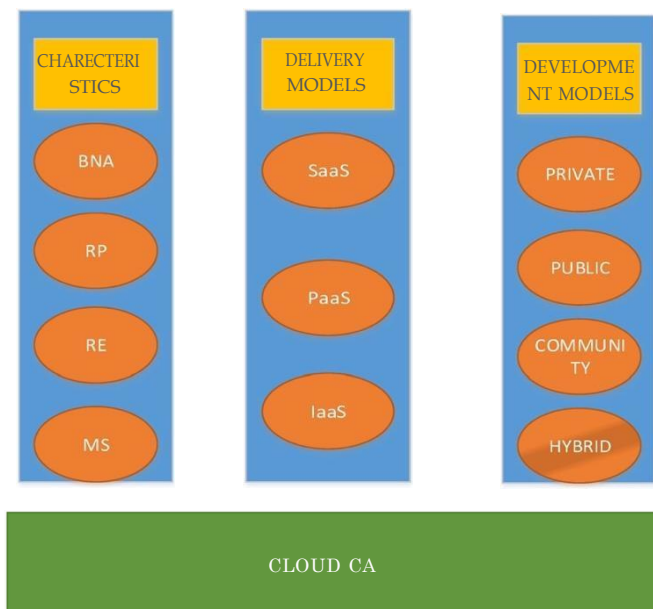 CHARECTERI
STICS
BNA
RP
RE
MS
DELIVERY
MODELS
SaaS
PaaS
IaaS
DEVELOPME
NT MODELS
PRIVATE
PUBLIC
COMMUNI
TY
HYBRID
CLOUD CA